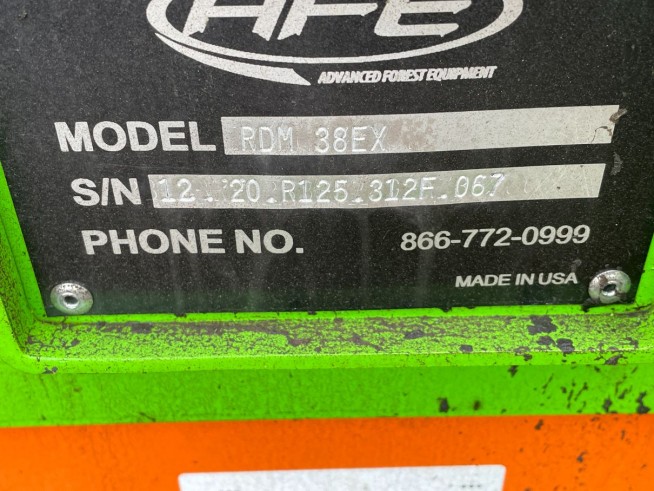 AFE
ADVANCED FOREST EQUIPMENT
MODEL RDM 38EX
S/N 12.20.R125.312F.067
PHONE NO. 866-772-0999
MADE IN USA